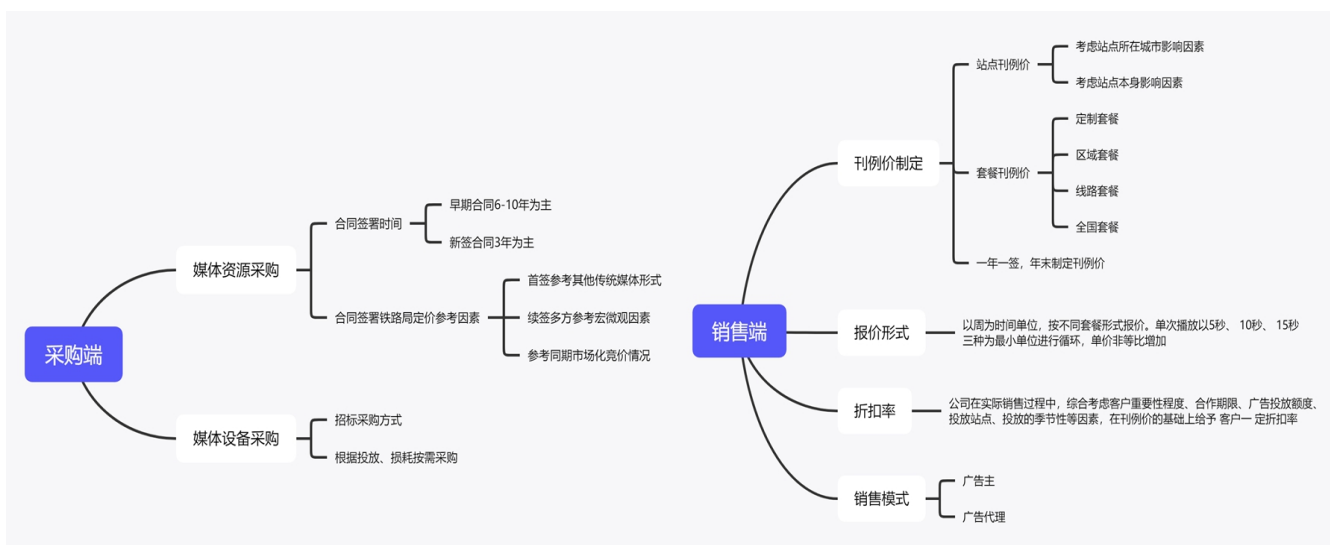 采购端
媒体资源采购
合同签署时间
早期合同6-10年为主
新签合同3年为主
合同签署铁路局定价参考因素
首签参考其他传统媒体形式
续签多方参考宏微观因素
参考同期市场化竞价情况
媒体设备采购
招标采购方式
根据投放、损耗按需采购
销售端
刊例价制定
站点刊例价
考虑站点所在城市影响因素
考虑站点本身影响因素
套餐刊例价
定制套餐
区域套餐
线路套餐
全国套餐
一年一签，年末制定刊例价
报价形式
以周为时间单位，按不同套餐形式报价。单次播放以5秒、 10秒、 15秒
三种为最小单位进行循环，单价非等比增加
折扣率
公司在实际销售过程中，综合考虑客户重要性程度、合作期限、广告投放额度、
投放站点、投放的季节性等因素，在刊例价的基础上给予 客户一 定折扣率
销售模式
广告主
广告代理